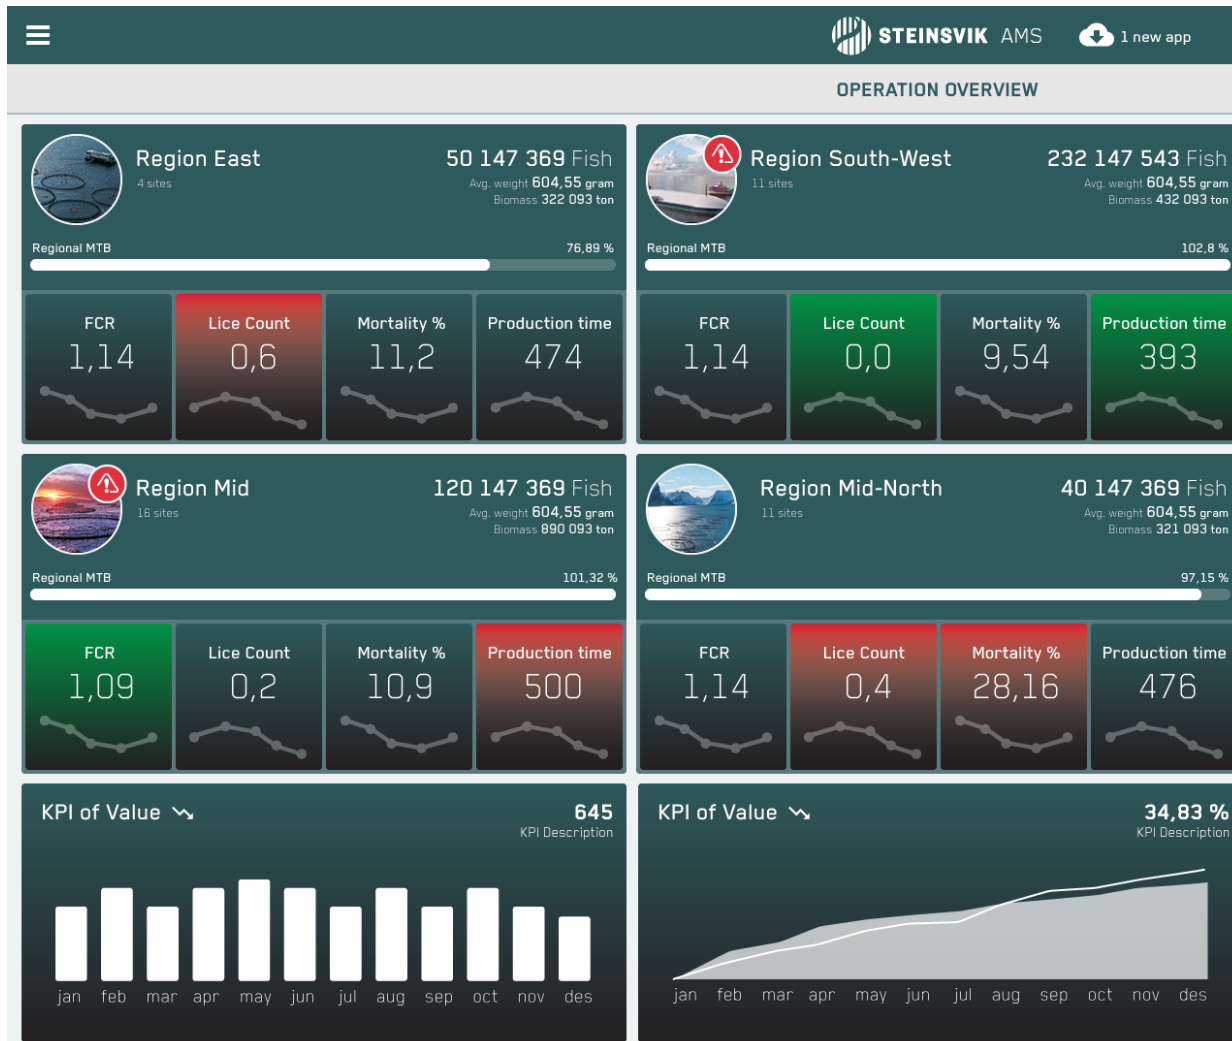 STEINSVIK AMS
1 new app
OPERATION OVERVIEW
Region East
4 sites
50 147 369 Fish
Avg. weight 604,55 gram
Biomass 322 093 ton
Regional MTB
76,89 %
FCR
1,14
Lice Count
0,6
Mortality %
11,2
Production time
474
Region South-West
11 sites
232 147 543 Fish
Avg. weight 604,55 gram
Biomass 432 093 ton
Regional MTB
102,8 %
FCR
1,14
Lice Count
0,0
Mortality %
9,54
Production time
393
Region Mid
16 sites
120 147 369 Fish
Avg. weight 604,55 gram
Biomass 890 093 ton
Regional MTB
101,32 %
FCR
1,09
Lice Count
0,2
Mortality %
10,9
Production time
500
Region Mid-North
11 sites
40 147 369 Fish
Avg. weight 604,55 gram
Biomass 321 093 ton
Regional MTB
97,15 %
FCR
1,14
Lice Count
0,4
Mortality %
28,16
Production time
476
KPI of Value
645
KPI Description
jan feb mar apr may jun jul aug sep oct nov des
KPI of Value
34,83 %
KPI Description
jan feb mar apr may jun jul aug sep oct nov des